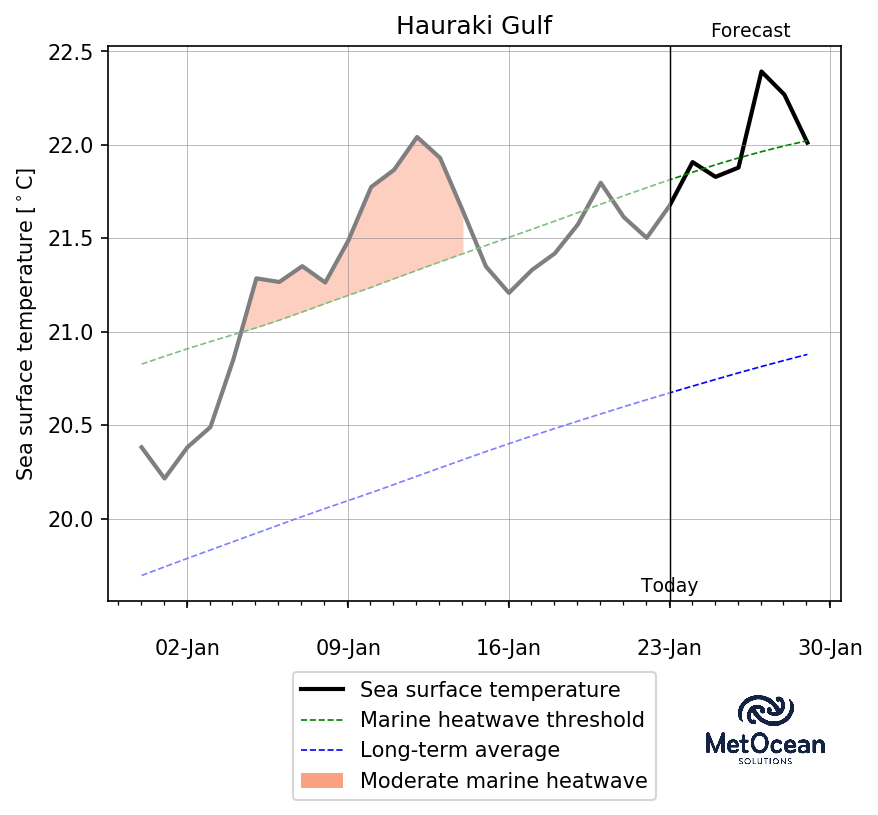 Hauraki Gulf
Forecast
22.5
22.0
21.5
21.0
20.5
20.0
Sea surface temperature [°C]
Today
02-Jan 09-Jan 16-Jan 23-Jan 30-Jan
Sea surface temperature
Marine heatwave threshold
Long-term average
Moderate marine heatwave
MetOcean
SOLUTIONS